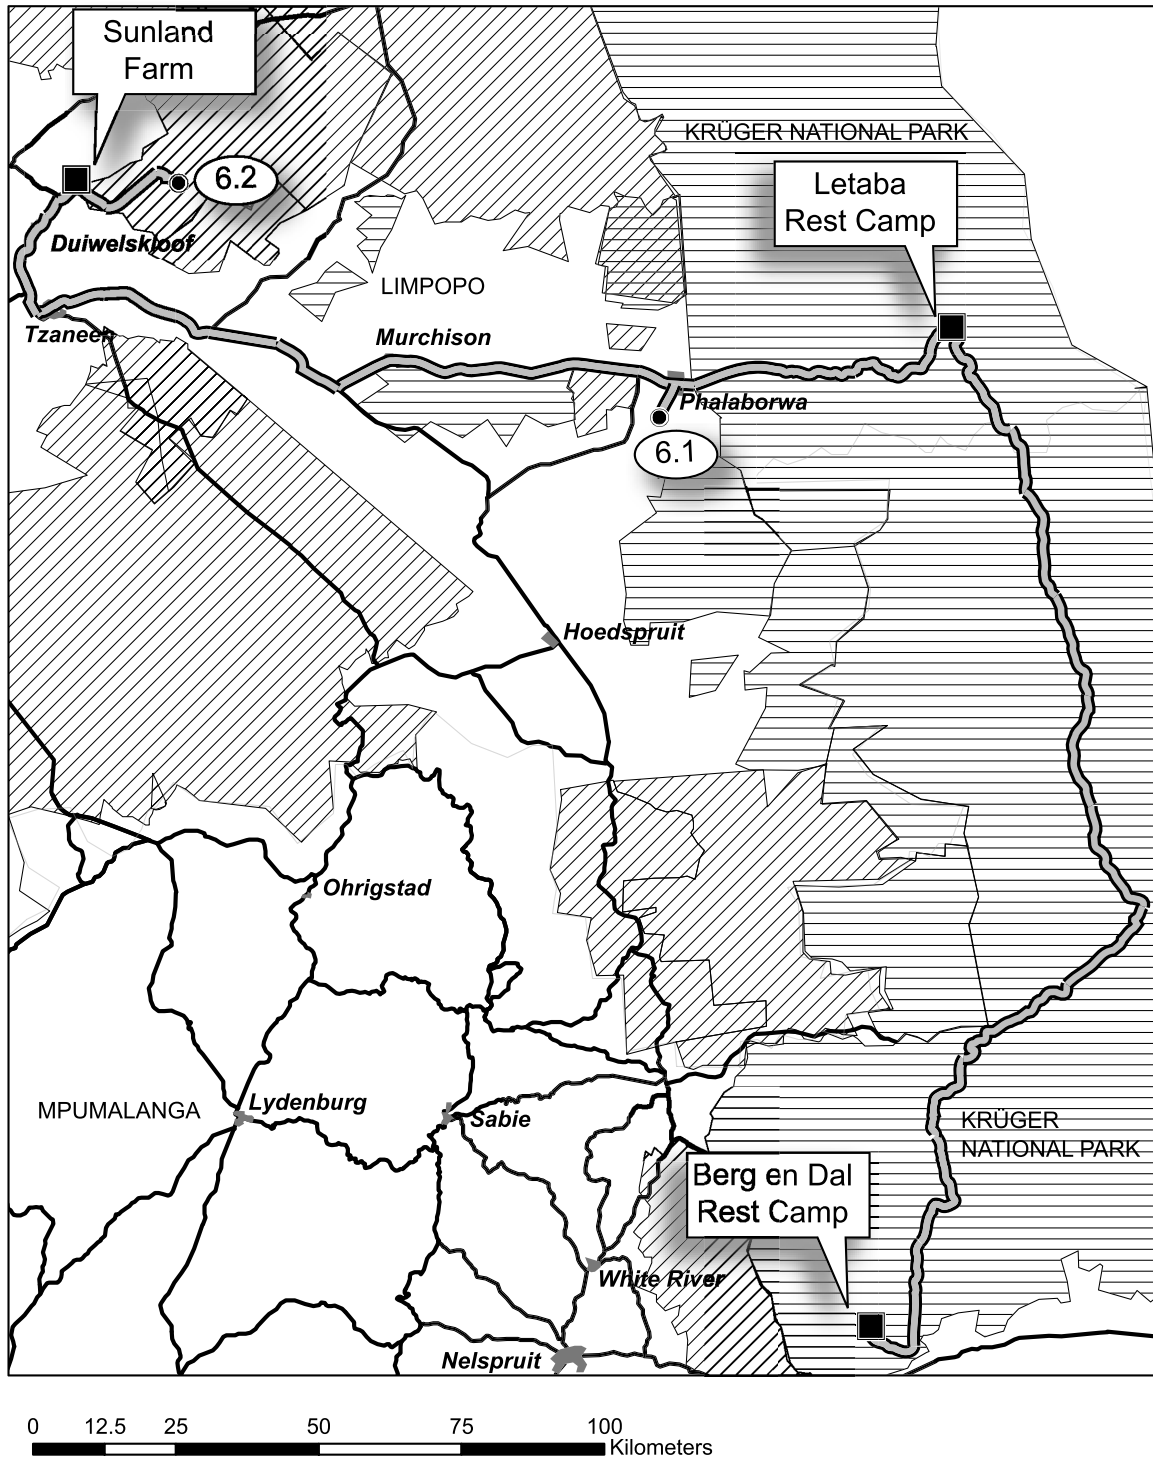 Sunland
Farm
KRÜGER NATIONAL PARK
6.2
Letaba
Rest Camp
Duiwelskloof
LIMPOPO
Tzaneen
Murchison
Phalaborwa
6.1
Hoedspruit
Ohrigstad
MPUMALANGA
Lydenburg
Sabie
KRÜGER
NATIONAL PARK
Berg en Dal
Rest Camp
White River
Nelspruit
0 12.5 25 50 75 100
Kilometers